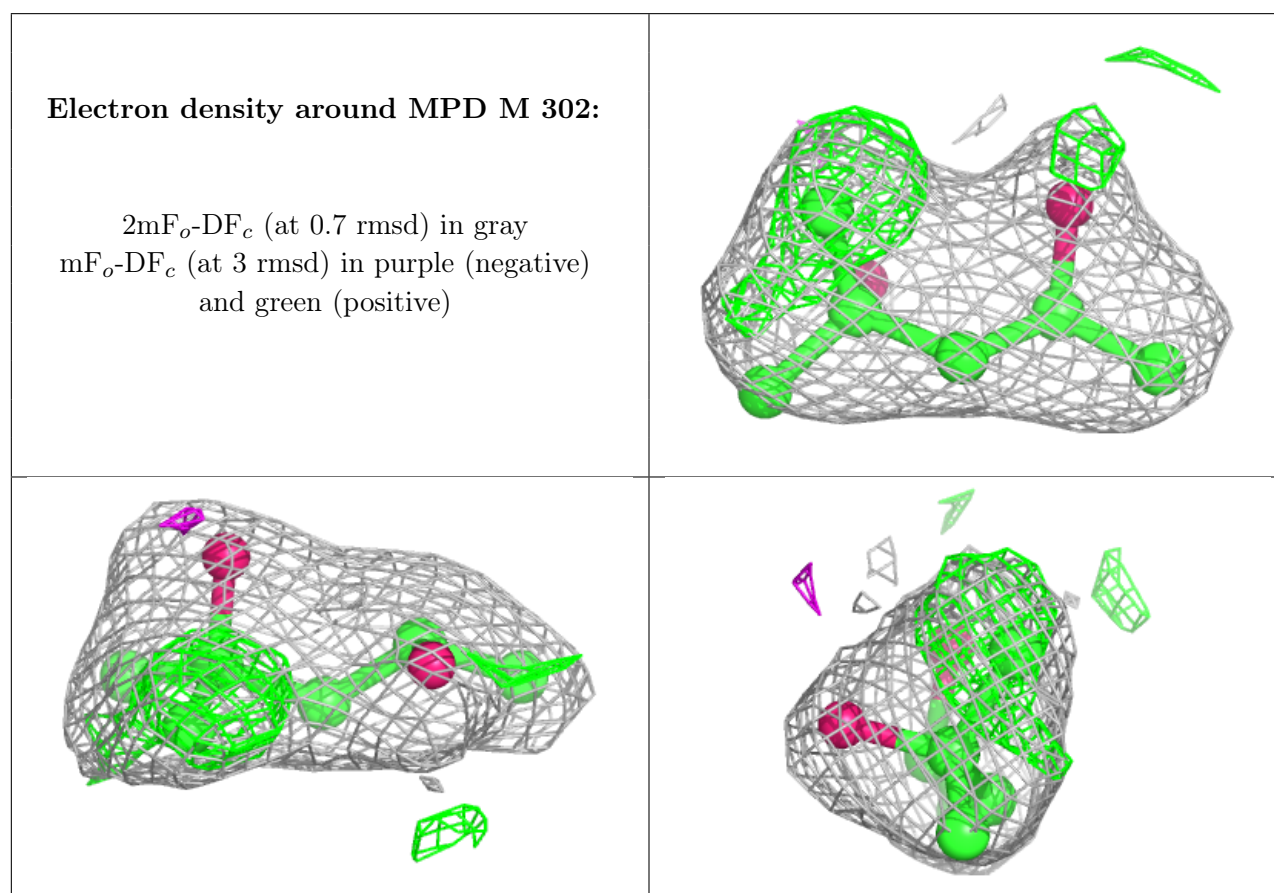 Electron density around MPD M 302:
2mFₒ-DF𝒸 (at 0.7 rmsd) in gray
mFₒ-DF𝒸 (at 3 rmsd) in purple (negative)
and green (positive)